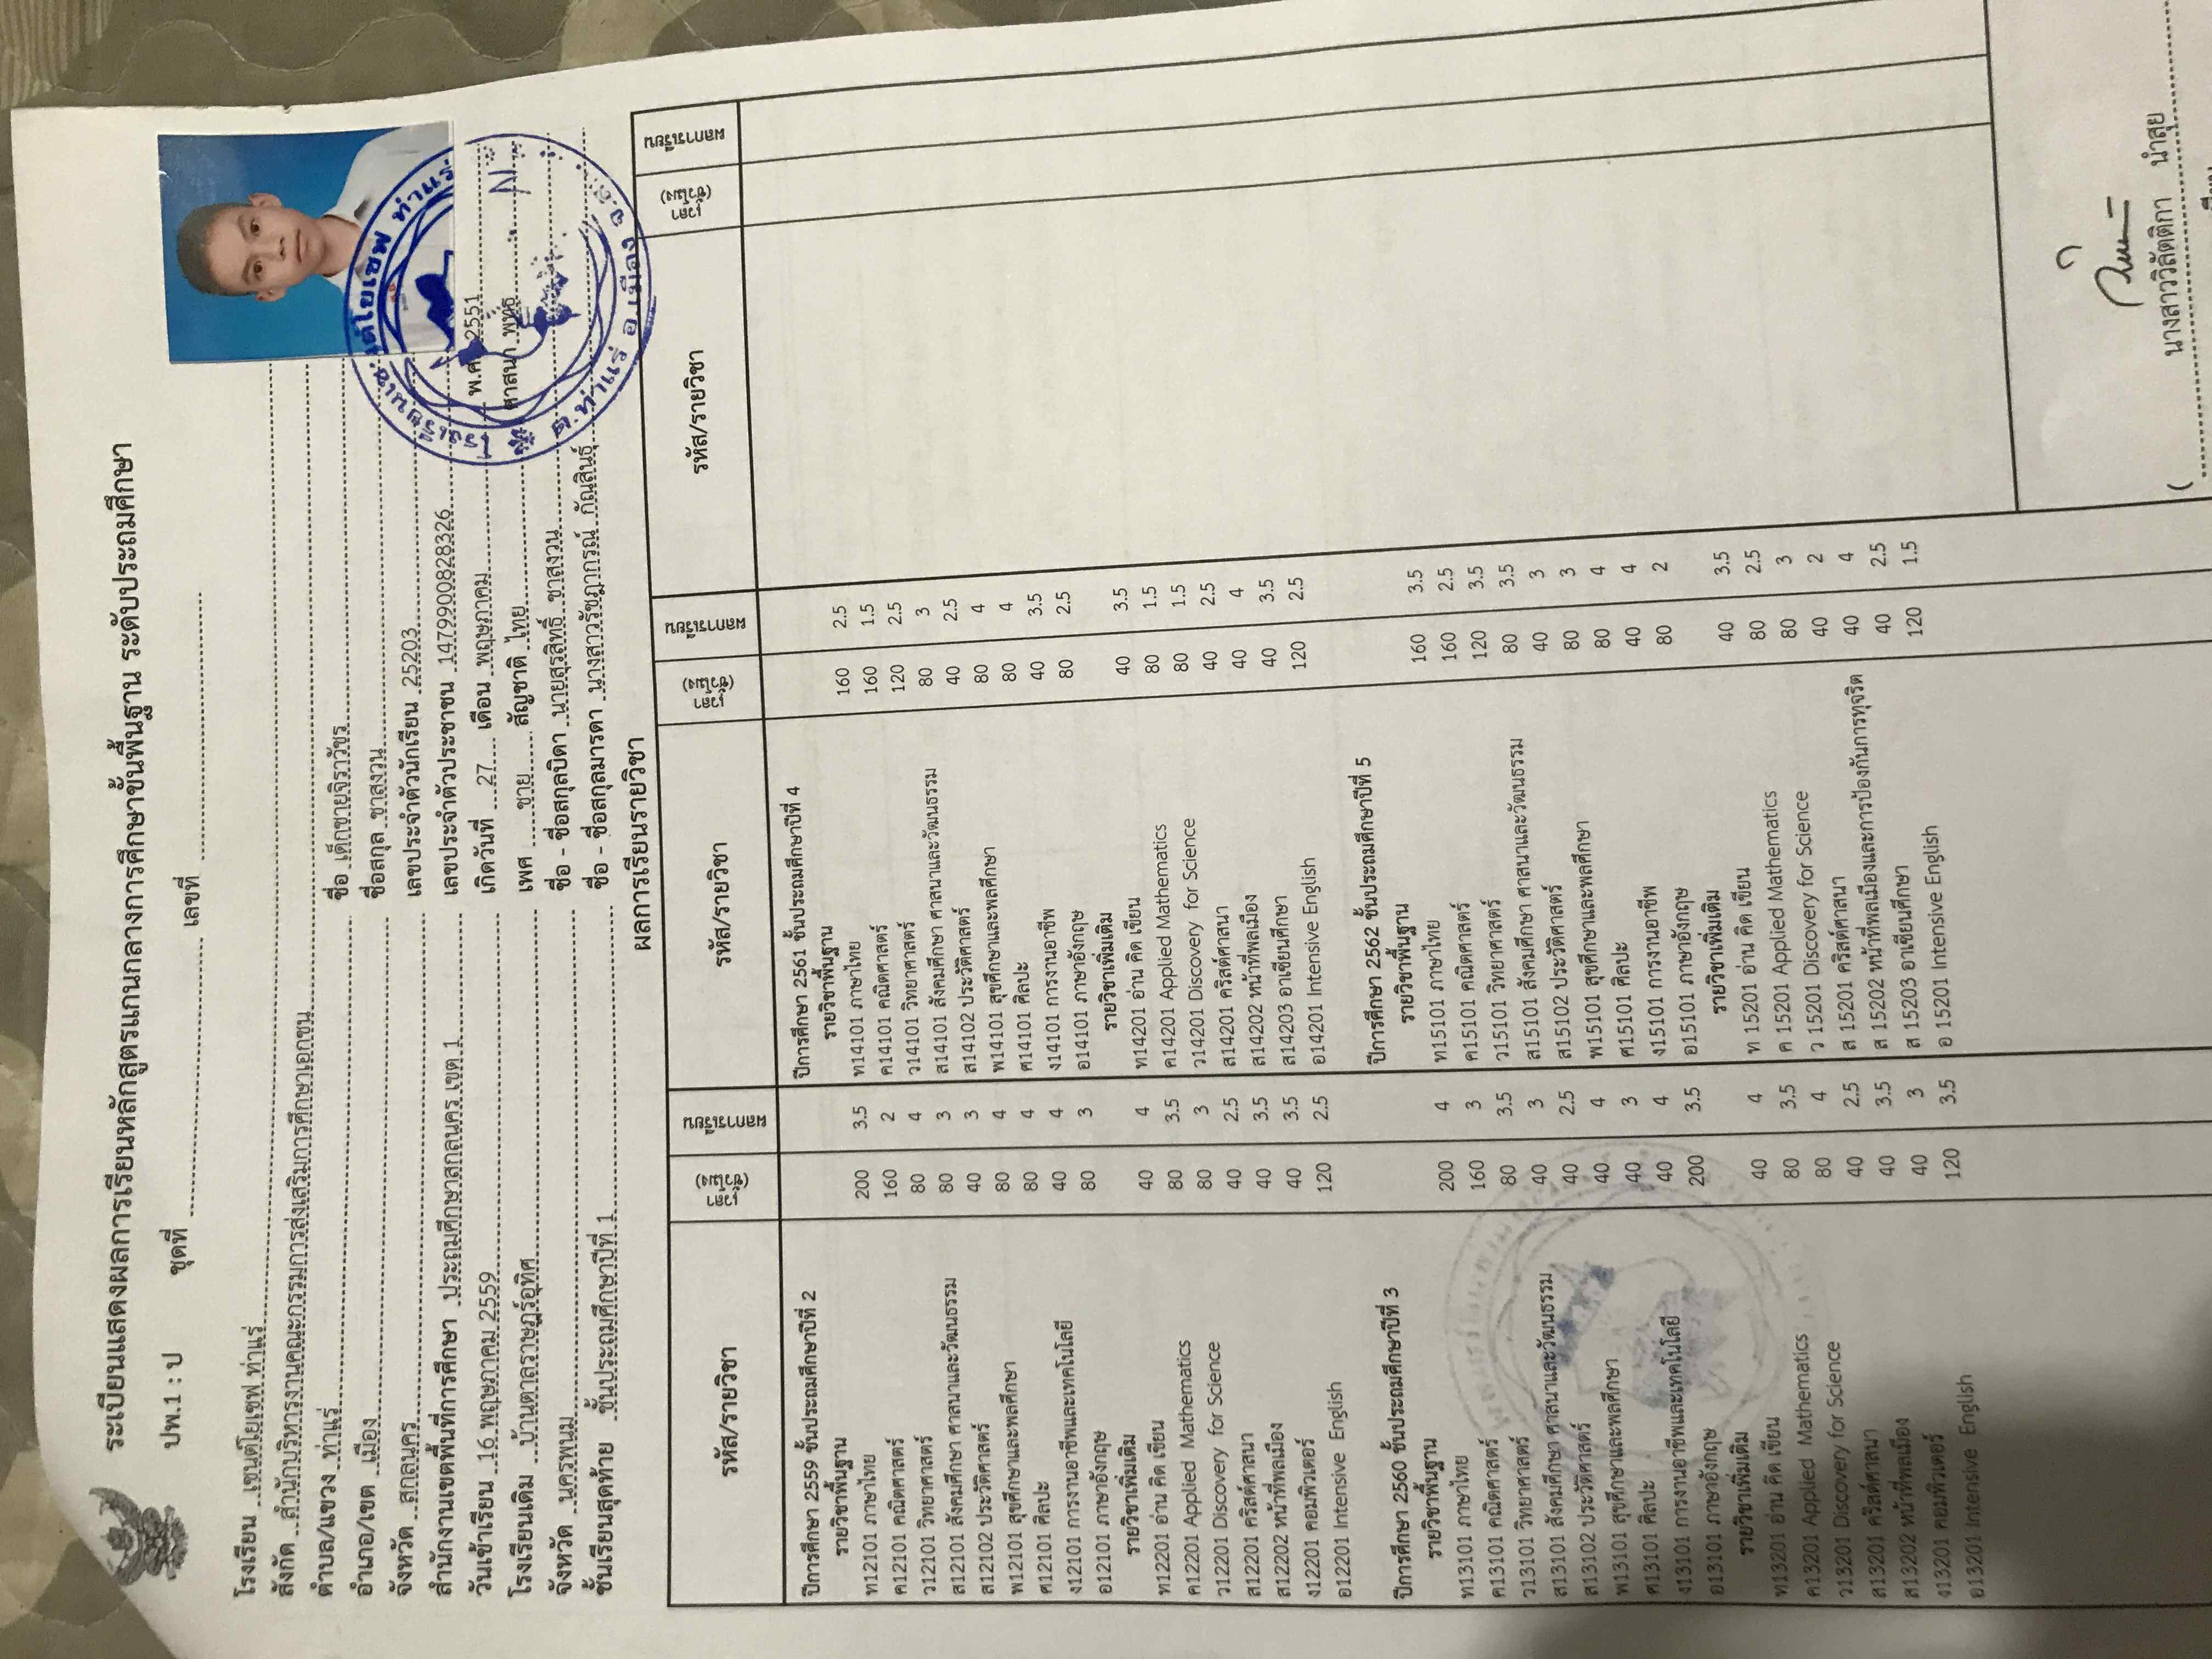 ระเบียนแสดงผลการเรียนหลักสูตรแกนกลางการศึกษาขั้นพื้นฐาน ระดับประถมศึกษา
ปพ.1 : ป ชุดที่ เลขที่
โรงเรียน เซนต์โยเซฟ ท่าแร่
สังกัด สำนักบริหารงานคณะกรรมการส่งเสริมการศึกษาเอกชน
ตำบล/แขวง ท่าแร่
อำเภอ/เขต เมือง
จังหวัด สกลนคร
สำนักงานเขตพื้นที่การศึกษา ประถมศึกษาสกลนคร เขต 1
วันเข้าเรียน 16 พฤษภาคม 2559
โรงเรียนเดิม บ้านตาลราษฎร์อุทิศ
จังหวัด นครพนม
ชั้นเรียนสุดท้าย ชั้นประถมศึกษาปีที่ 1
ชื่อ เด็กชายจิราวัชร
ชื่อสกุล ชาสงวน
เลขประจำตัวนักเรียน 25203
เลขประจำตัวประชาชน 1479900828326
เกิดวันที่ 27 เดือน พฤษภาคม พ.ศ. 2551
เพศ ชาย สัญชาติ ไทย ศาสนา พุทธ
ชื่อ - ชื่อสกุลบิดา นายสุรสิทธิ์ ชาสงวน
ชื่อ - ชื่อสกุลมารดา นางสาวรัชฎาภรณ์ กัณสินธุ์
ผลการเรียนรายวิชา
รหัส/รายวิชา เวลา (ชั่วโมง) ผลการเรียน
ปีการศึกษา 2559 ชั้นประถมศึกษาปีที่ 2
รายวิชาพื้นฐาน
ท12101 ภาษาไทย 200 3.5
ค12101 คณิตศาสตร์ 160 2
ว12101 วิทยาศาสตร์ 80 4
ส12101 สังคมศึกษา ศาสนาและวัฒนธรรม 80 3
ส12102 ประวัติศาสตร์ 40 3
พ12101 สุขศึกษาและพลศึกษา 80 4
ศ12101 ศิลปะ 80 4
ง12101 การงานอาชีพและเทคโนโลยี 40 4
อ12101 ภาษาอังกฤษ 80 3
รายวิชาเพิ่มเติม
ท12201 อ่าน คิด เขียน 40 4
ค12201 Applied Mathematics 80 3.5
ว12201 Discovery for Science 80 3
ส12201 คริสต์ศาสนา 40 2.5
ส12202 หน้าที่พลเมือง 40 3.5
ง12201 คอมพิวเตอร์ 40 3.5
อ12201 Intensive English 120 2.5
ปีการศึกษา 2560 ชั้นประถมศึกษาปีที่ 3
รายวิชาพื้นฐาน
ท13101 ภาษาไทย 200 4
ค13101 คณิตศาสตร์ 160 3
ว13101 วิทยาศาสตร์ 80 3.5
ส13101 สังคมศึกษา ศาสนาและวัฒนธรรม 40 3
ส13102 ประวัติศาสตร์ 40 2.5
พ13101 สุขศึกษาและพลศึกษา 40 4
ศ13101 ศิลปะ 40 3
ง13101 การงานอาชีพและเทคโนโลยี 40 4
อ13101 ภาษาอังกฤษ 200 3.5
รายวิชาเพิ่มเติม
ท13201 อ่าน คิด เขียน 40 4
ค13201 Applied Mathematics 80 3.5
ว13201 Discovery for Science 80 4
ส13201 คริสต์ศาสนา 40 2.5
ส13202 หน้าที่พลเมือง 40 3.5
ง13201 คอมพิวเตอร์ 40 3
อ13201 Intensive English 120 3.5
รหัส/รายวิชา เวลา (ชั่วโมง) ผลการเรียน
ปีการศึกษา 2561 ชั้นประถมศึกษาปีที่ 4
รายวิชาพื้นฐาน
ท14101 ภาษาไทย 160 2.5
ค14101 คณิตศาสตร์ 160 1.5
ว14101 วิทยาศาสตร์ 120 2.5
ส14101 สังคมศึกษา ศาสนาและวัฒนธรรม 80 3
ส14102 ประวัติศาสตร์ 40 2.5
พ14101 สุขศึกษาและพลศึกษา 80 4
ศ14101 ศิลปะ 80 4
ง14101 การงานอาชีพ 40 3.5
อ14101 ภาษาอังกฤษ 80 2.5
รายวิชาเพิ่มเติม
ท14201 อ่าน คิด เขียน 40 3.5
ค14201 Applied Mathematics 80 1.5
ว14201 Discovery for Science 80 1.5
ส14201 คริสต์ศาสนา 40 2.5
ส14202 หน้าที่พลเมือง 40 4
ส14203 อาเซียนศึกษา 40 3.5
อ14201 Intensive English 120 2.5
ปีการศึกษา 2562 ชั้นประถมศึกษาปีที่ 5
รายวิชาพื้นฐาน
ท15101 ภาษาไทย 160 3.5
ค15101 คณิตศาสตร์ 160 2.5
ว15101 วิทยาศาสตร์ 120 3.5
ส15101 สังคมศึกษา ศาสนาและวัฒนธรรม 80 3.5
ส15102 ประวัติศาสตร์ 40 3
พ15101 สุขศึกษาและพลศึกษา 80 3
ศ15101 ศิลปะ 80 4
ง15101 การงานอาชีพ 40 4
อ15101 ภาษาอังกฤษ 80 2
รายวิชาเพิ่มเติม
ท 15201 อ่าน คิด เขียน 40 3.5
ค 15201 Applied Mathematics 80 2.5
ว 15201 Discovery for Science 80 3
ส 15201 คริสต์ศาสนา 40 2
ส 15202 หน้าที่พลเมืองและการป้องกันการทุจริต 40 4
ส 15203 อาเซียนศึกษา 40 2.5
อ 15201 Intensive English 120 1.5
รหัส/รายวิชา เวลา (ชั่วโมง) ผลการเรียน
( นางสาววิลัตติกา นำสุย